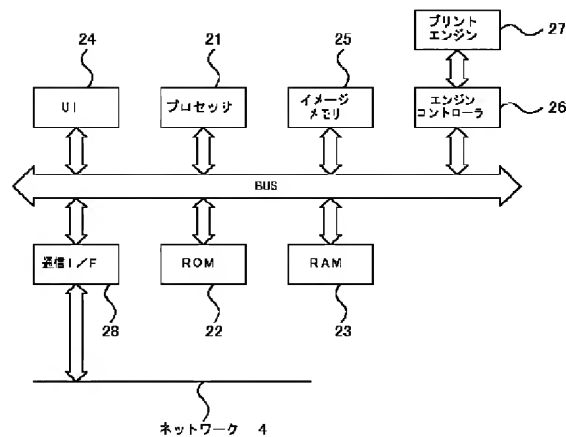 プリント
エンジン
27
24
21
25
UI
プロセッサ
イメージ
メモリ
エンジン
コントローラ
26
BUS
通信I/F
ROM
RAM
28
22
23
ネットワーク 4